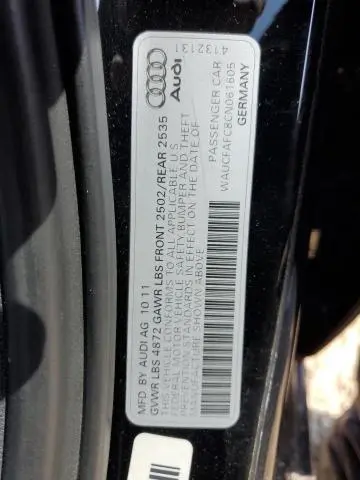 MFD BY AUDI AG 10 11
GVWR LBS 4872 GAWR LBS FRONT 2502/REAR 2535
THIS VEHICLE CONFORMS TO ALL APPLICABLE U S
FEDERAL MOTOR VEHICLE SAFETY BUMPER AND THEFT
PREVENTION STANDARDS IN EFFECT ON THE DATE OF
MANUFACTURE SHOWN ABOVE
PASSENGER CAR
WAUCFAFC8CN061605
GERMANY
4132131
Audi